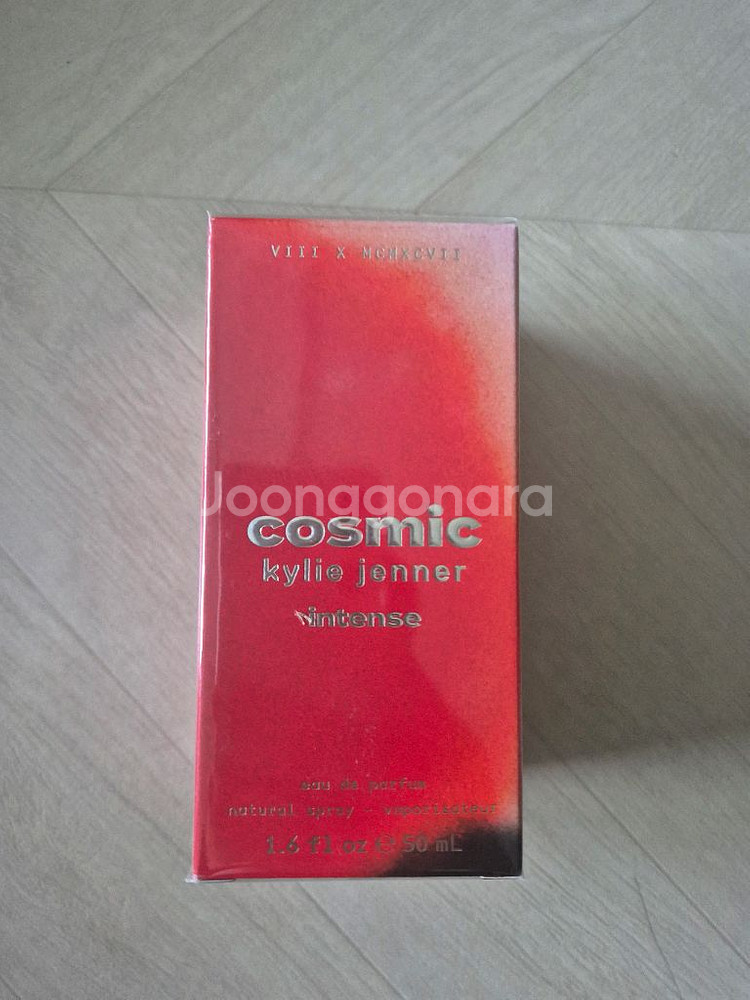 VIII X MCMXCVII
Joonggonara
cosmic
kylie jenner
intense
eau de parfum
natural spray - vaporisateur
1.6 fl oz ℮ 50 mL